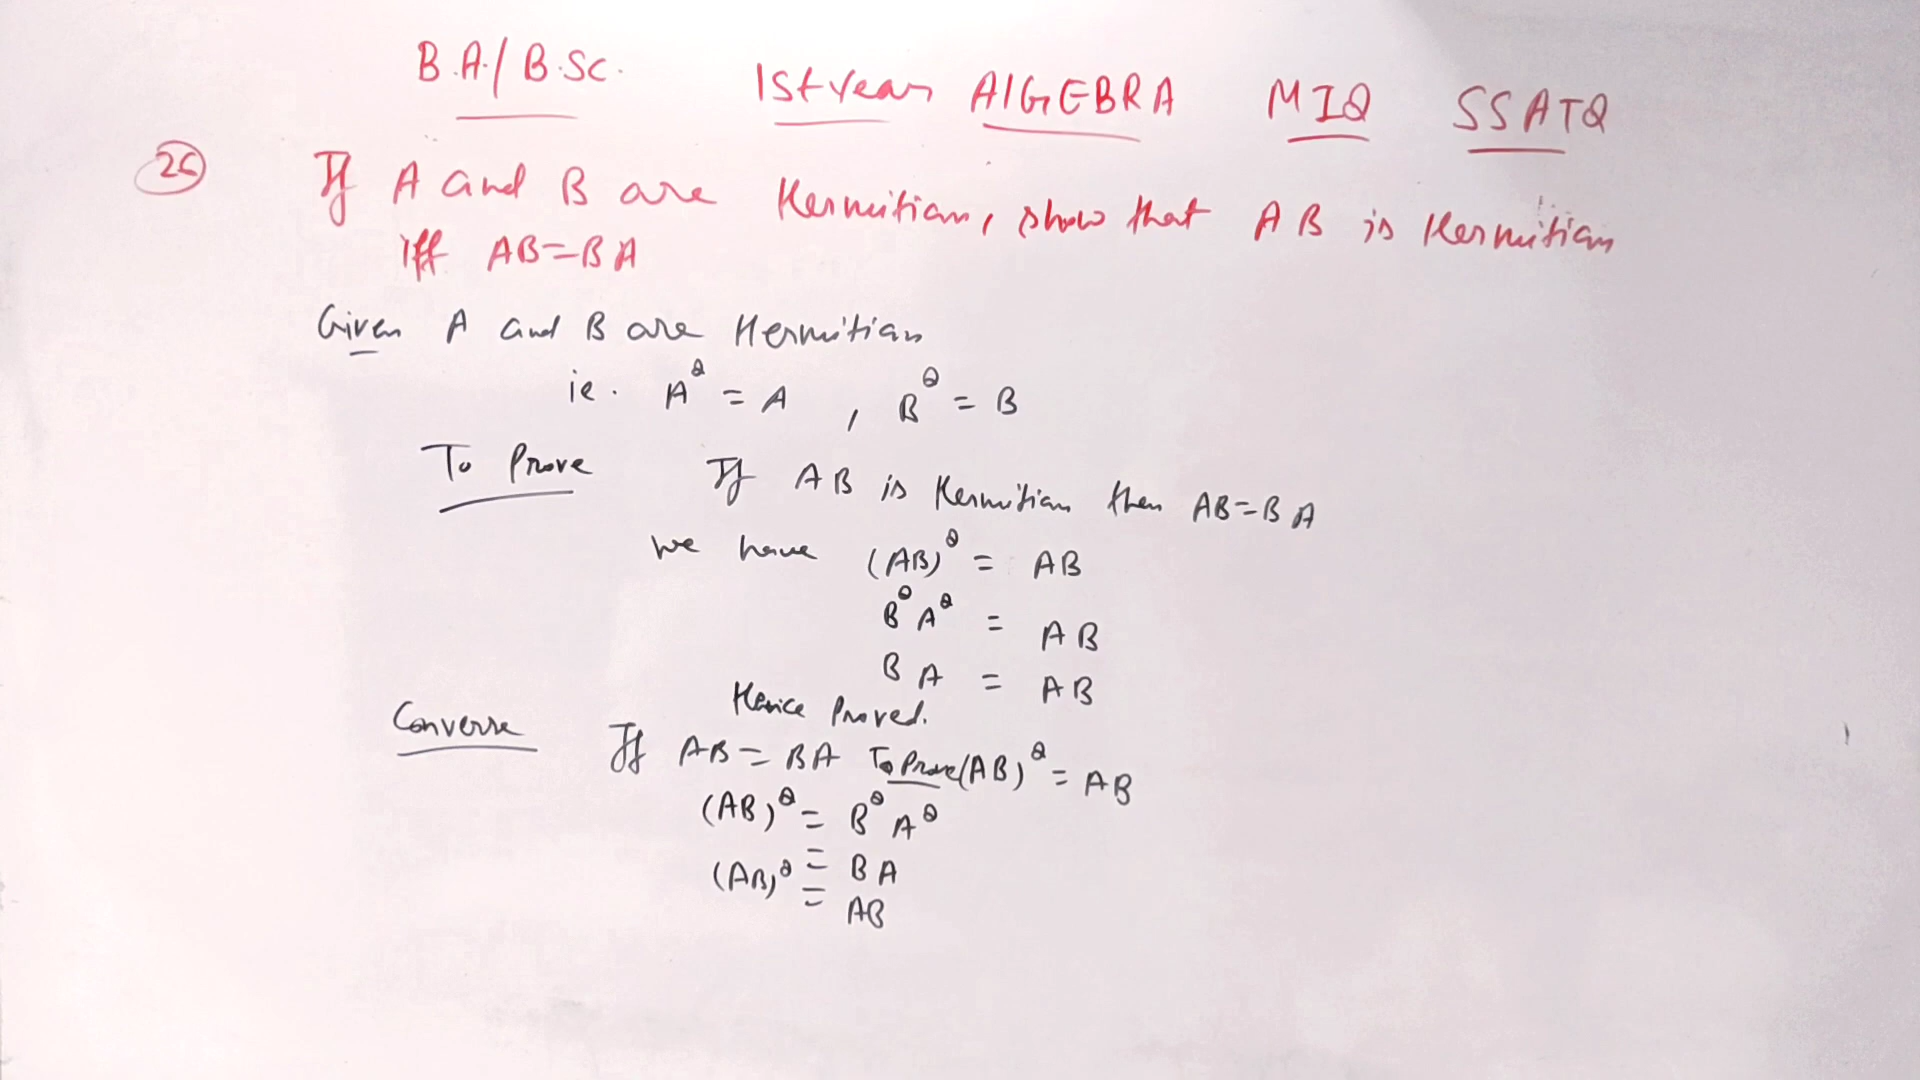 B.A./B.Sc. 1st year AlGEBRA MIQ SSATQ
26 If A and B are Hermitian, show that AB is Hermitian
iff AB=BA
Given A and B are Hermitian
ie. A^θ = A , B^θ = B
To Prove If AB is Hermitian then AB=BA
we have (AB)^θ = AB
B^θ A^θ = AB
BA = AB
Hence Proved.
Converse If AB = BA To Prove (AB)^θ = AB
(AB)^θ = B^θ A^θ
= BA
(AB)^θ = AB